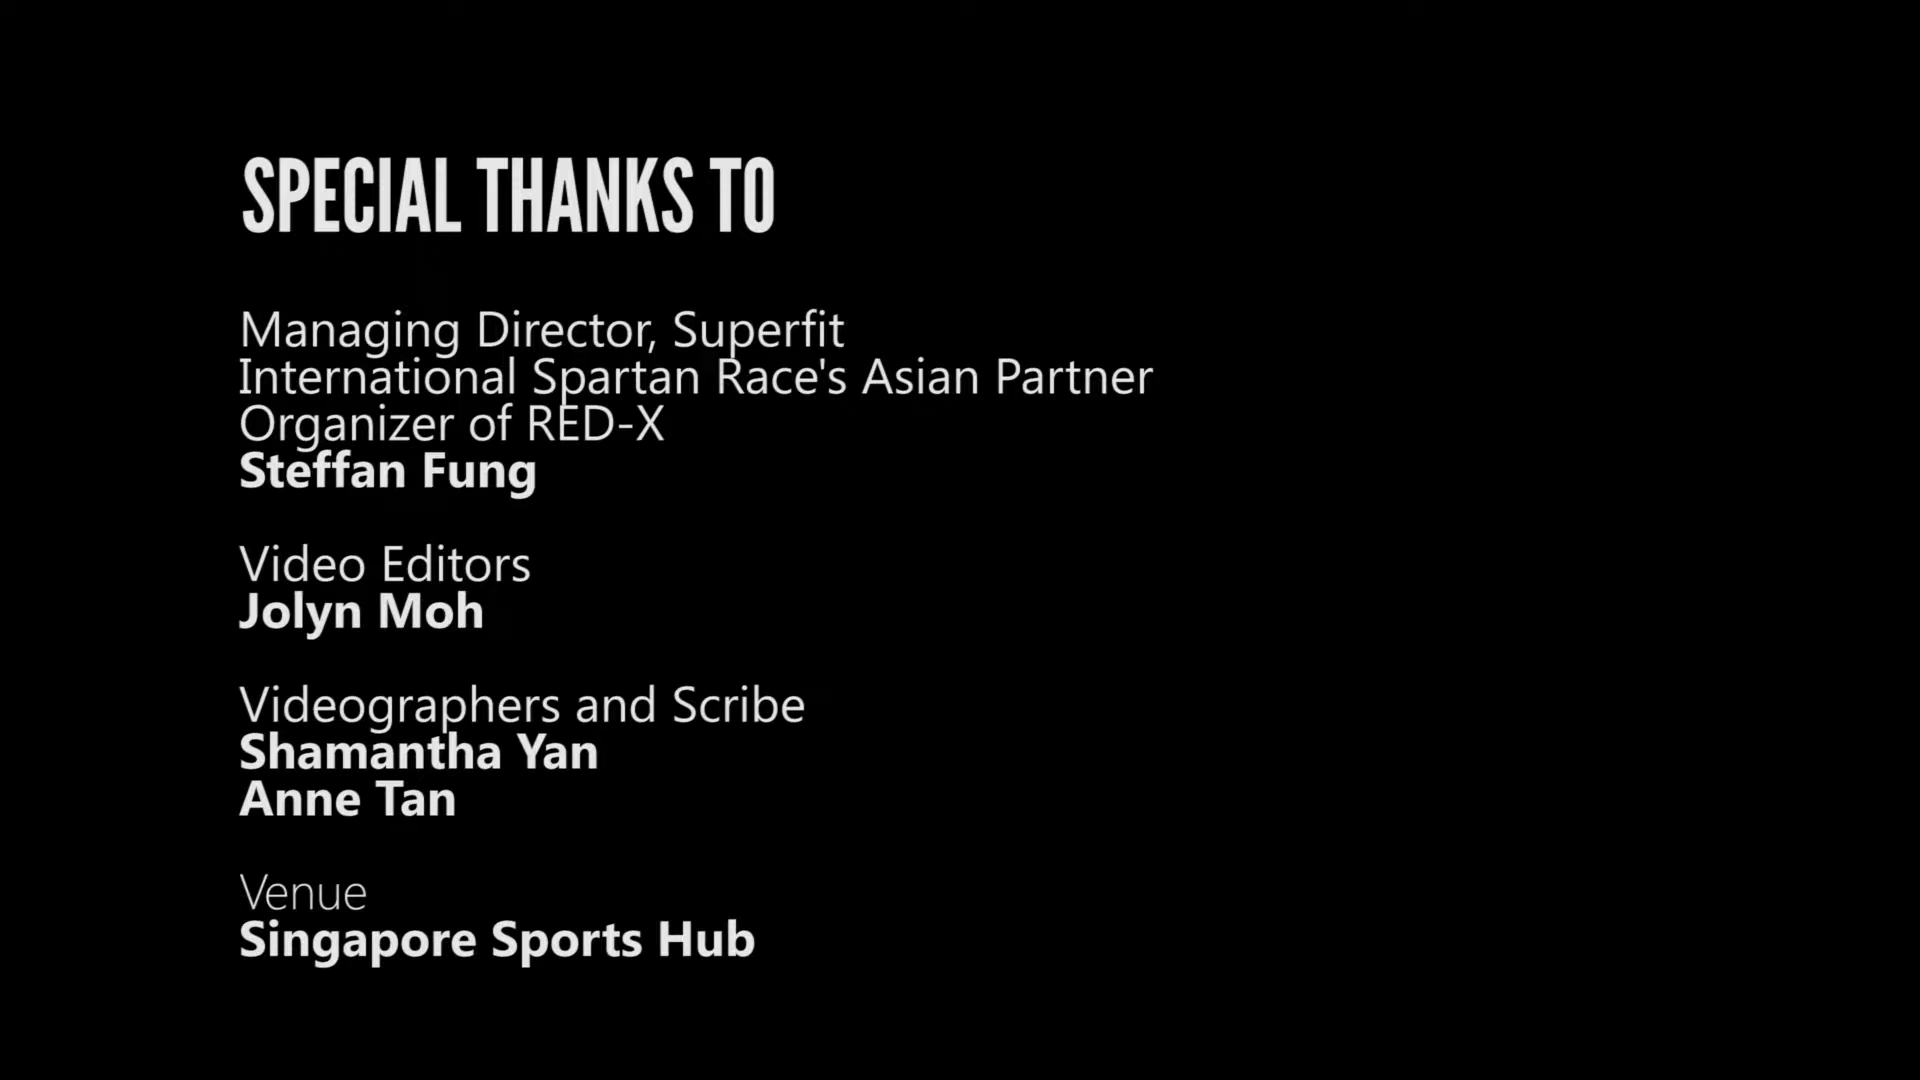 SPECIAL THANKS TO
Managing Director, Superfit
International Spartan Race's Asian Partner
Organizer of RED-X
Steffan Fung
Video Editors
Jolyn Moh
Videographers and Scribe
Shamantha Yan
Anne Tan
Venue
Singapore Sports Hub